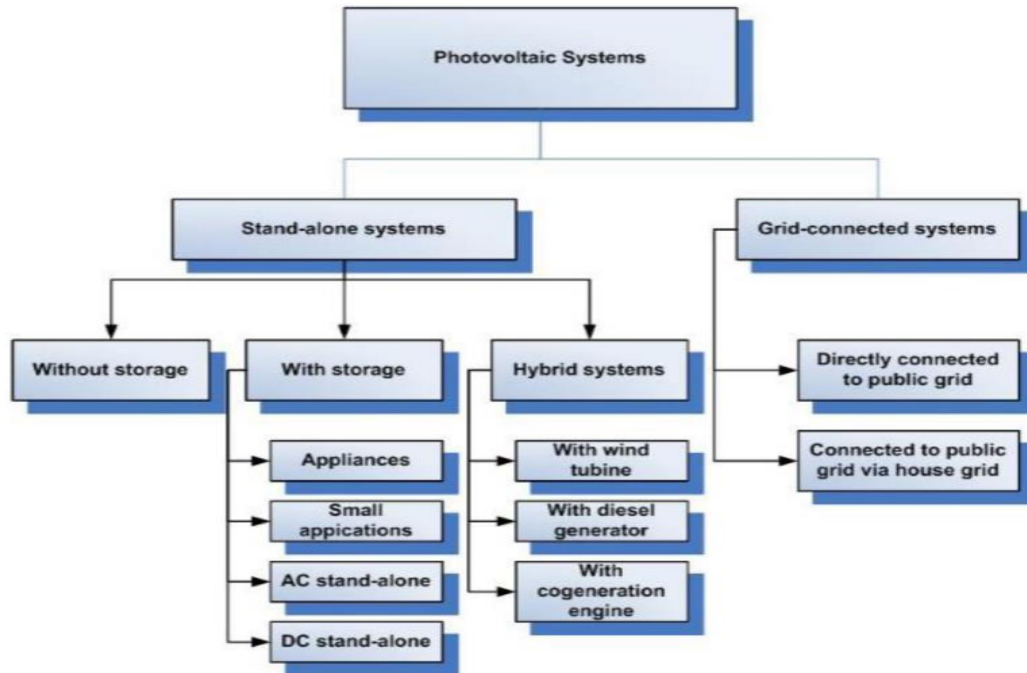 Photovoltaic Systems
Stand-alone systems
Grid-connected systems
Without storage
With storage
Hybrid systems
Directly connected
to public grid
Connected to public
grid via house grid
Appliances
Small
appications
AC stand-alone
DC stand-alone
With wind
tubine
With diesel
generator
With
cogeneration
engine